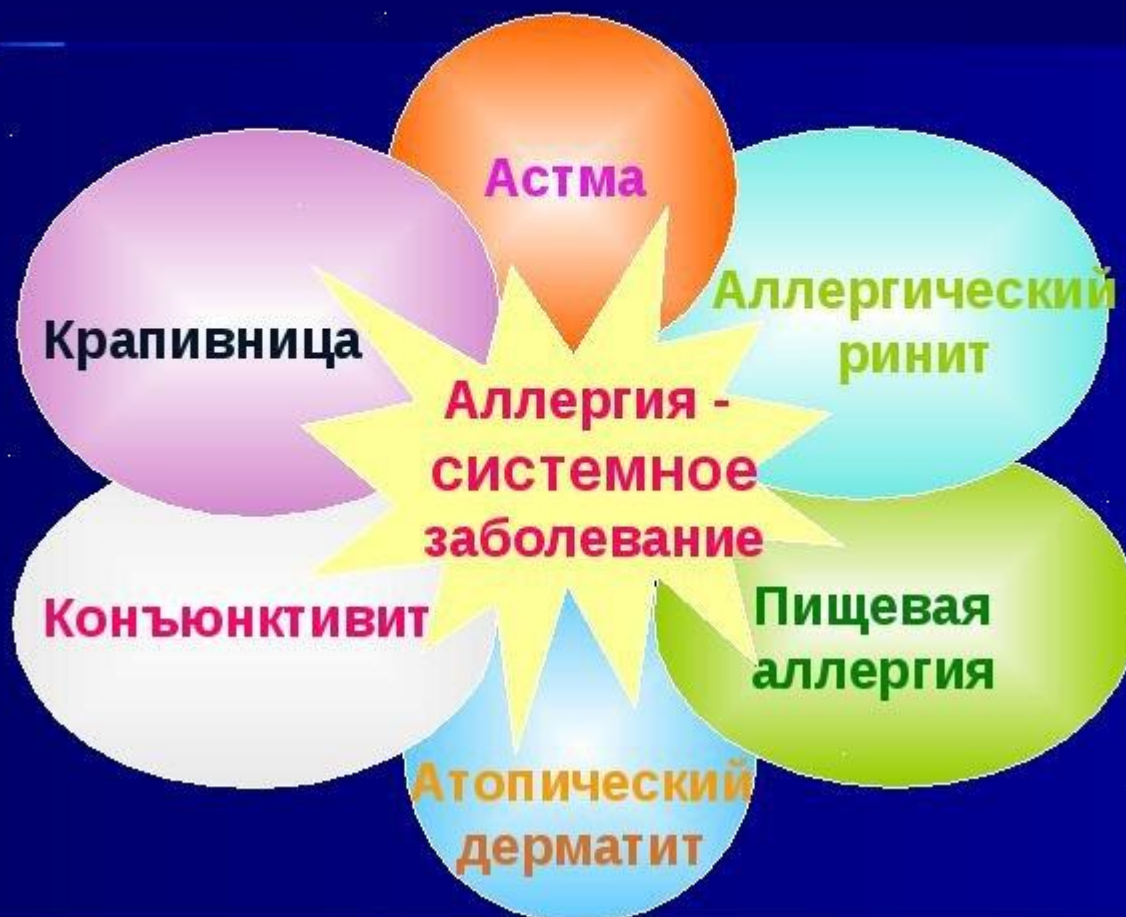 Астма
Аллергический
ринит
Крапивница
Аллергия -
системное
заболевание
Конъюнктивит
Пищевая
аллергия
Атопический
дерматит